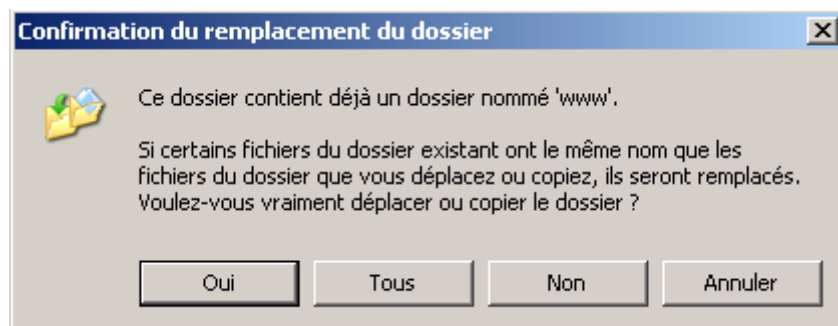 Confirmation du remplacement du dossier
Ce dossier contient déjà un dossier nommé 'www'.
Si certains fichiers du dossier existant ont le même nom que les
fichiers du dossier que vous déplacez ou copiez, ils seront remplacés.
Voulez-vous vraiment déplacer ou copier le dossier ?
Oui
Tous
Non
Annuler